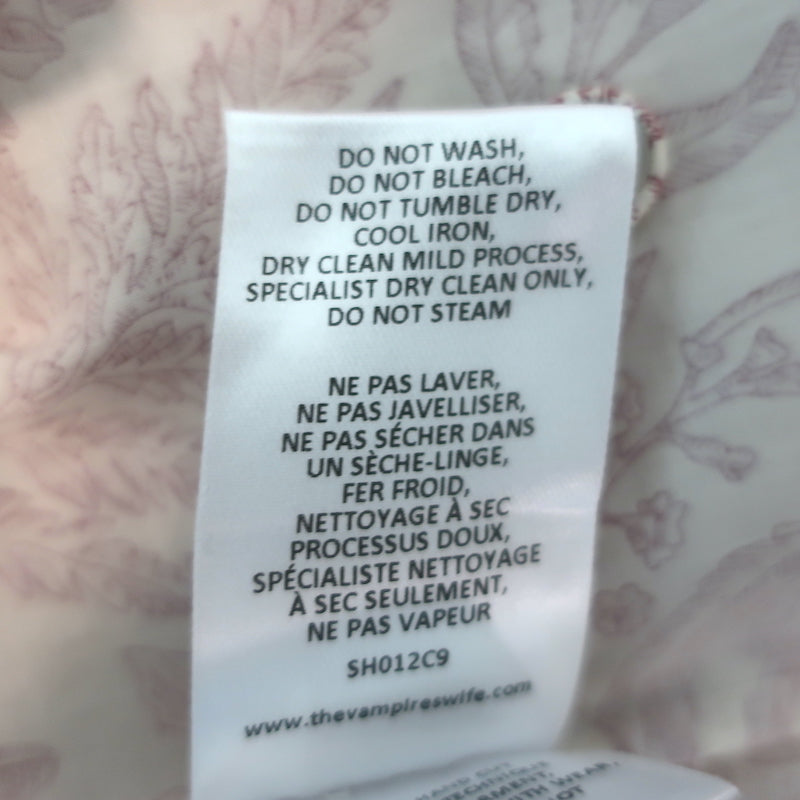 DO NOT WASH,
DO NOT BLEACH,
DO NOT TUMBLE DRY,
COOL IRON,
DRY CLEAN MILD PROCESS,
SPECIALIST DRY CLEAN ONLY,
DO NOT STEAM
NE PAS LAVER,
NE PAS JAVELLISER,
NE PAS SÉCHER DANS
UN SÈCHE-LINGE,
FER FROID,
NETTOYAGE À SEC
PROCESSUS DOUX,
SPÉCIALISTE NETTOYAGE
À SEC SEULEMENT,
NE PAS VAPEUR
SH012C9
www.thevampireswife.com